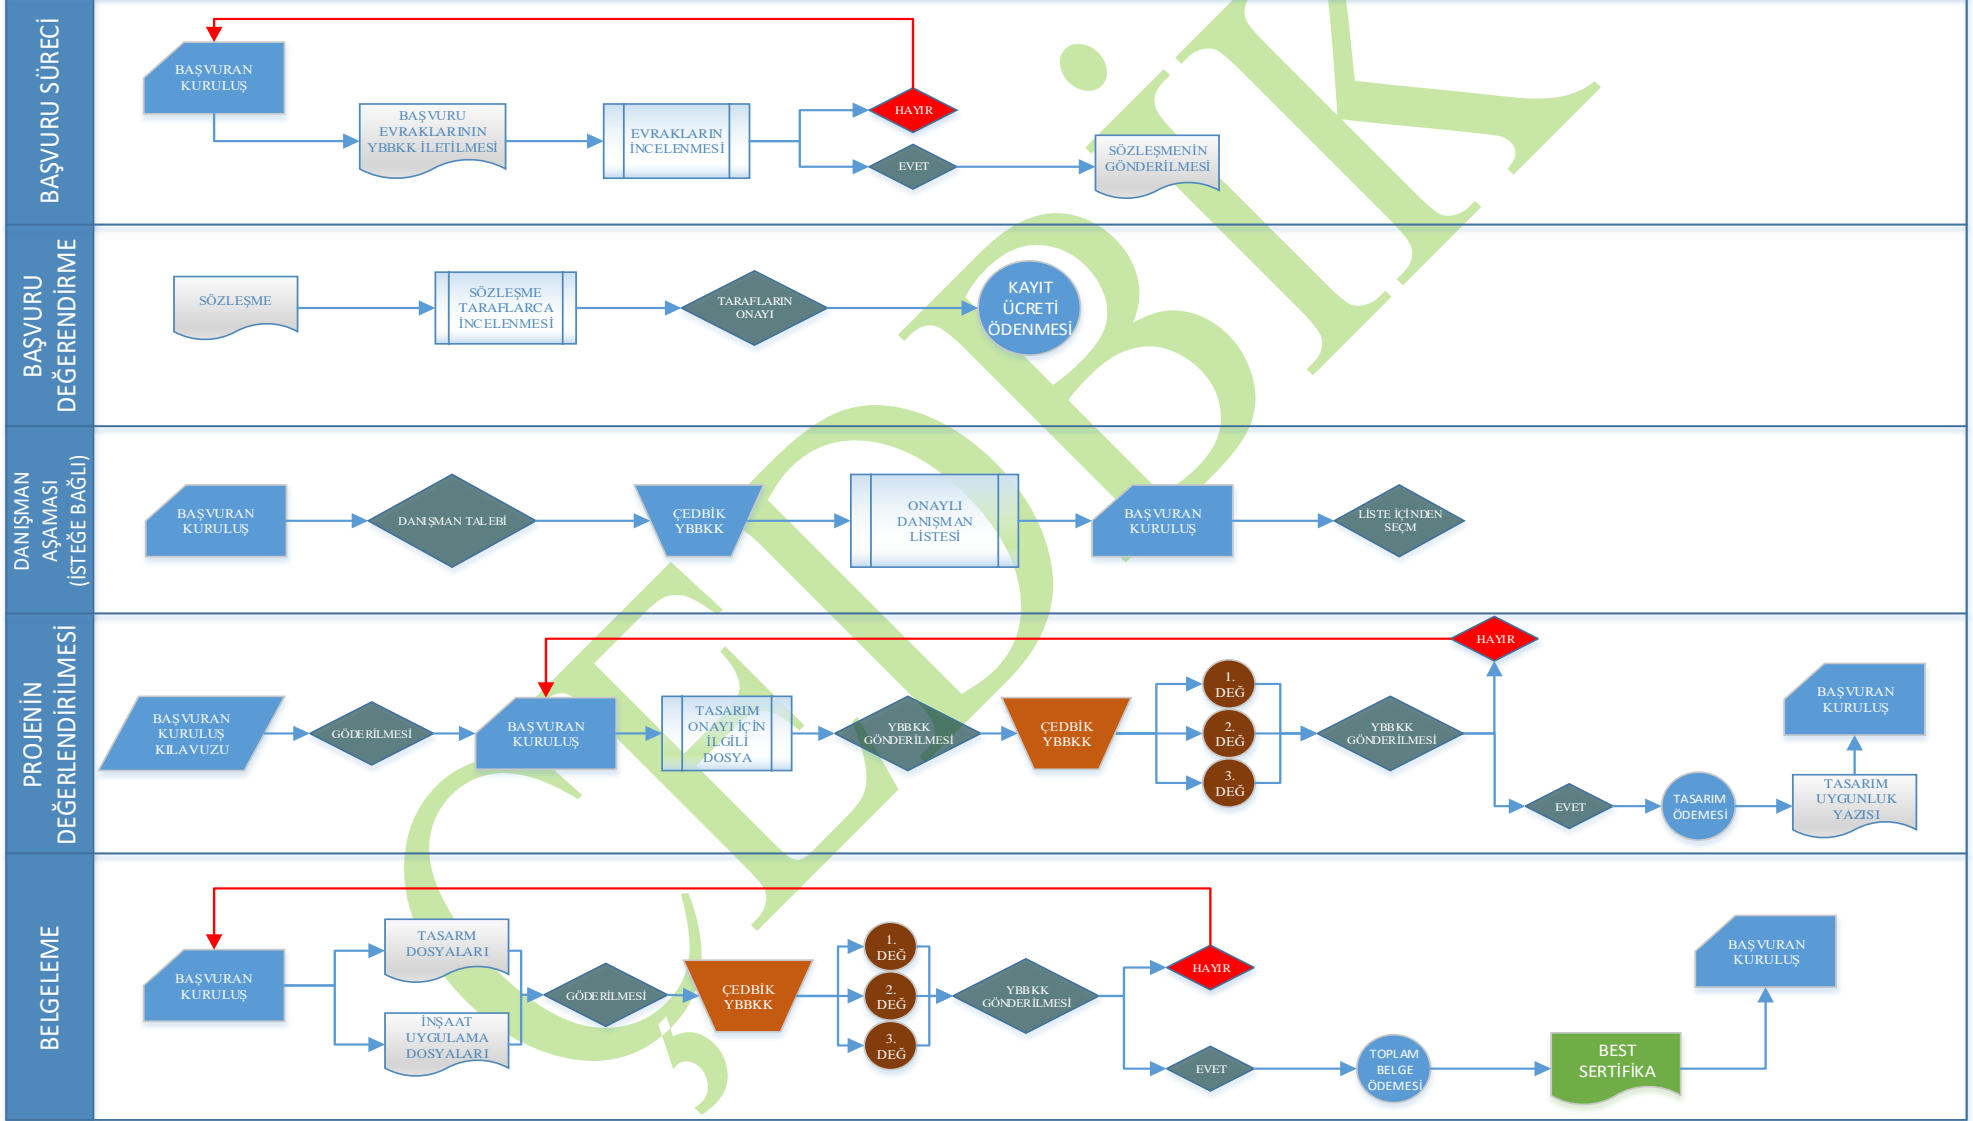 BAŞVURU SÜRECİ
BAŞVURAN
KURULUŞ
BAŞVURU
EVRAKLARININ
YBBKK İLETİLMESİ
EVRAKLARIN
İNCELENMESİ
HAYIR
EVET
SÖZLEŞMENİN
GÖNDERİLMESİ
BAŞVURU
DEĞERENDİRME
SÖZLEŞME
SÖZLEŞME
TARAFLARCA
İNCELENMESİ
TARAFLARIN
ONAYI
KAYIT
ÜCRETİ
ÖDENMESİ
DANIŞMAN
AŞAMASI
(İSTEĞE BAĞLI)
BAŞVURAN
KURULUŞ
DANIŞMAN TALEBİ
ÇEDBİK
YBBKK
ONAYLI
DANIŞMAN
LİSTESİ
BAŞVURAN
KURULUŞ
LİSTE İÇİNDEN
SEÇM
PROJENİN
DEĞERLENDİRİLMESİ
BAŞVURAN
KURULUŞ
KILAVUZU
GÖDERİLMESİ
BAŞVURAN
KURULUŞ
TASARIM
ONAYI İÇİN
İLGİLİ
DOSYA
YBBKK
GÖNDERİLMESİ
ÇEDBİK
YBBKK
1.
DEĞ
2.
DEĞ
3.
DEĞ
YBBKK
GÖNDERİLMESİ
HAYIR
EVET
TASARIM
ÖDEMESİ
TASARIM
UYGUNLUK
YAZISI
BAŞVURAN
KURULUŞ
BELGELEME
BAŞVURAN
KURULUŞ
TASARM
DOSYALARI
İNŞAAT
UYGULAMA
DOSYALARI
GÖDERİLMESİ
ÇEDBİK
YBBKK
1.
DEĞ
2.
DEĞ
3.
DEĞ
YBBKK
GÖNDERİLMESİ
HAYIR
EVET
TOPLAM
BELGE
ÖDEMESİ
BEST
SERTİFİKA
BAŞVURAN
KURULUŞ
ÇEDBİK